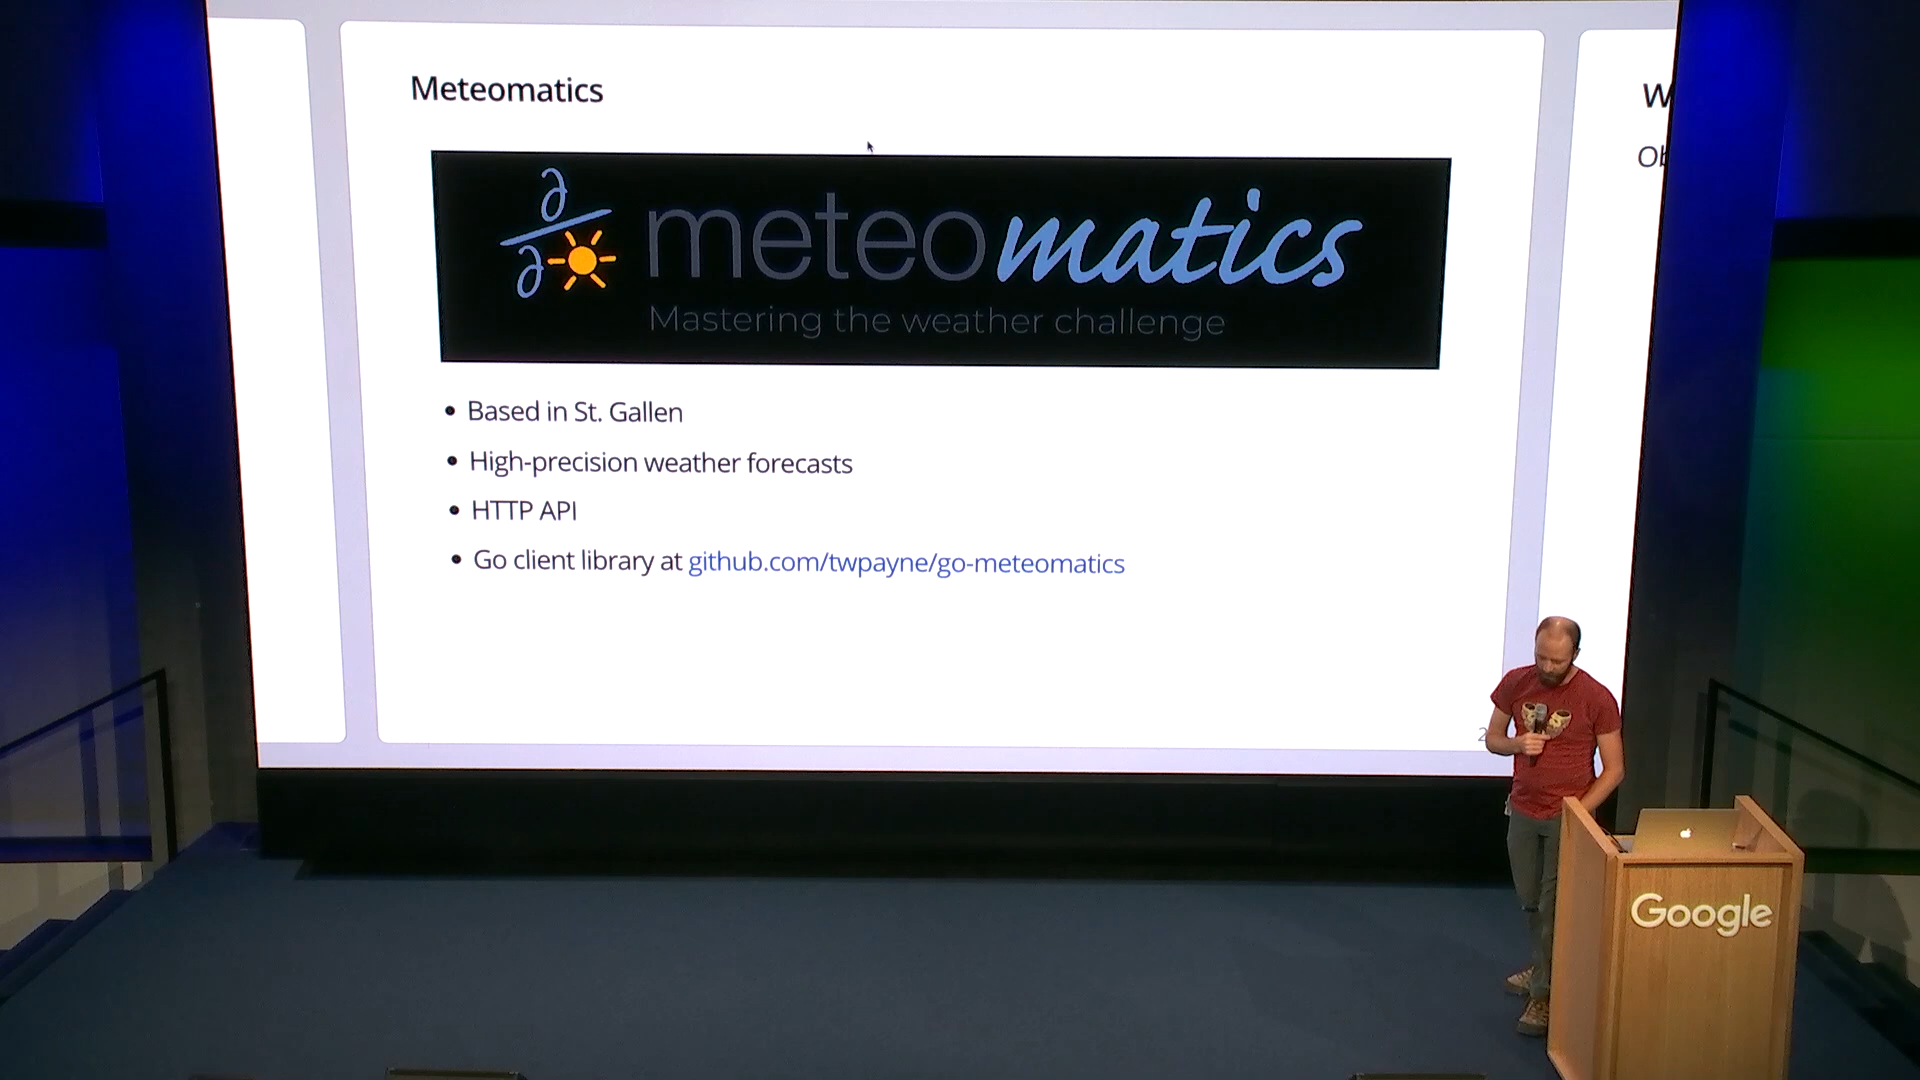 Meteomatics
meteomatics
Mastering the weather challenge
• Based in St. Gallen
• High-precision weather forecasts
• HTTP API
• Go client library at github.com/twpayne/go-meteomatics
2
W
Google